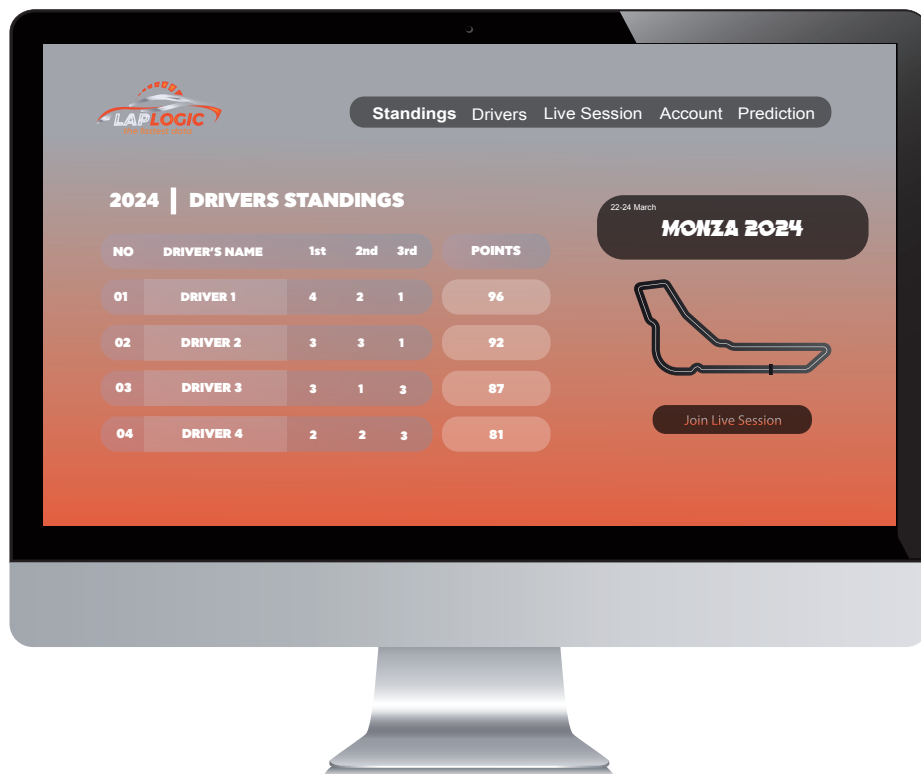 LAPLOGIC
Standings Drivers Live Session Account Prediction
2024 | DRIVERS STANDINGS
22-24 March
MONZA 2024
NO DRIVER'S NAME 1st 2nd 3rd POINTS
01 DRIVER 1 4 2 1 96
02 DRIVER 2 3 3 1 92
03 DRIVER 3 3 1 3 87
04 DRIVER 4 2 2 3 81
Join Live Session